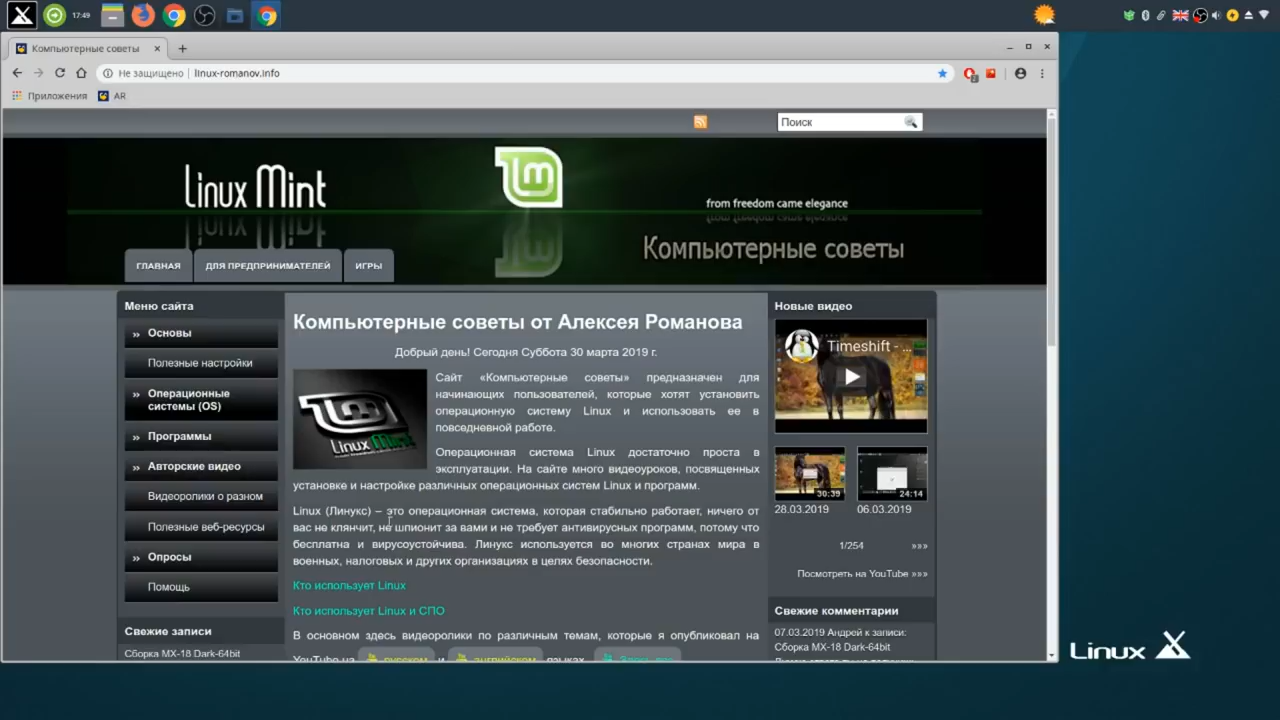 17:49
Компьютерные советы
Не защищено | linux-romanov.info
Приложения AR
Поиск
Linux Mint
from freedom came elegance
Компьютерные советы
ГЛАВНАЯ ДЛЯ ПРЕДПРИНИМАТЕЛЕЙ ИГРЫ
Меню сайта
» Основы
Полезные настройки
» Операционные
системы (OS)
» Программы
» Авторские видео
Видеоролики о разном
Полезные веб-ресурсы
» Опросы
Помощь
Свежие записи
Сборка MX-18 Dark-64bit
Компьютерные советы от Алексея Романова
Добрый день! Сегодня Суббота 30 марта 2019 г.
Linux Mint
Сайт «Компьютерные советы» предназначен для
начинающих пользователей, которые хотят установить
операционную систему Linux и использовать ее в
повседневной работе.
Операционная система Linux достаточно проста в
эксплуатации. На сайте много видеоуроков, посвященных
установке и настройке различных операционных систем Linux и программ.
Linux (Линукс) – это операционная система, которая стабильно работает, ничего от
вас не клянчит, не шпионит за вами и не требует антивирусных программ, потому что
бесплатна и вирусоустойчива. Линукс используется во многих странах мира в
военных, налоговых и других организациях в целях безопасности.
Кто использует Linux
Кто использует Linux и СПО
В основном здесь видеоролики по различным темам, которые я опубликовал на
YouTube на русском и английском языках.
Новые видео
Timeshift - ...
30:39 24:14
28.03.2019 06.03.2019
1/254 »»»
Посмотреть на YouTube »»»
Свежие комментарии
07.03.2019 Андрей к записи:
Сборка MX-18 Dark-64bit
Linux